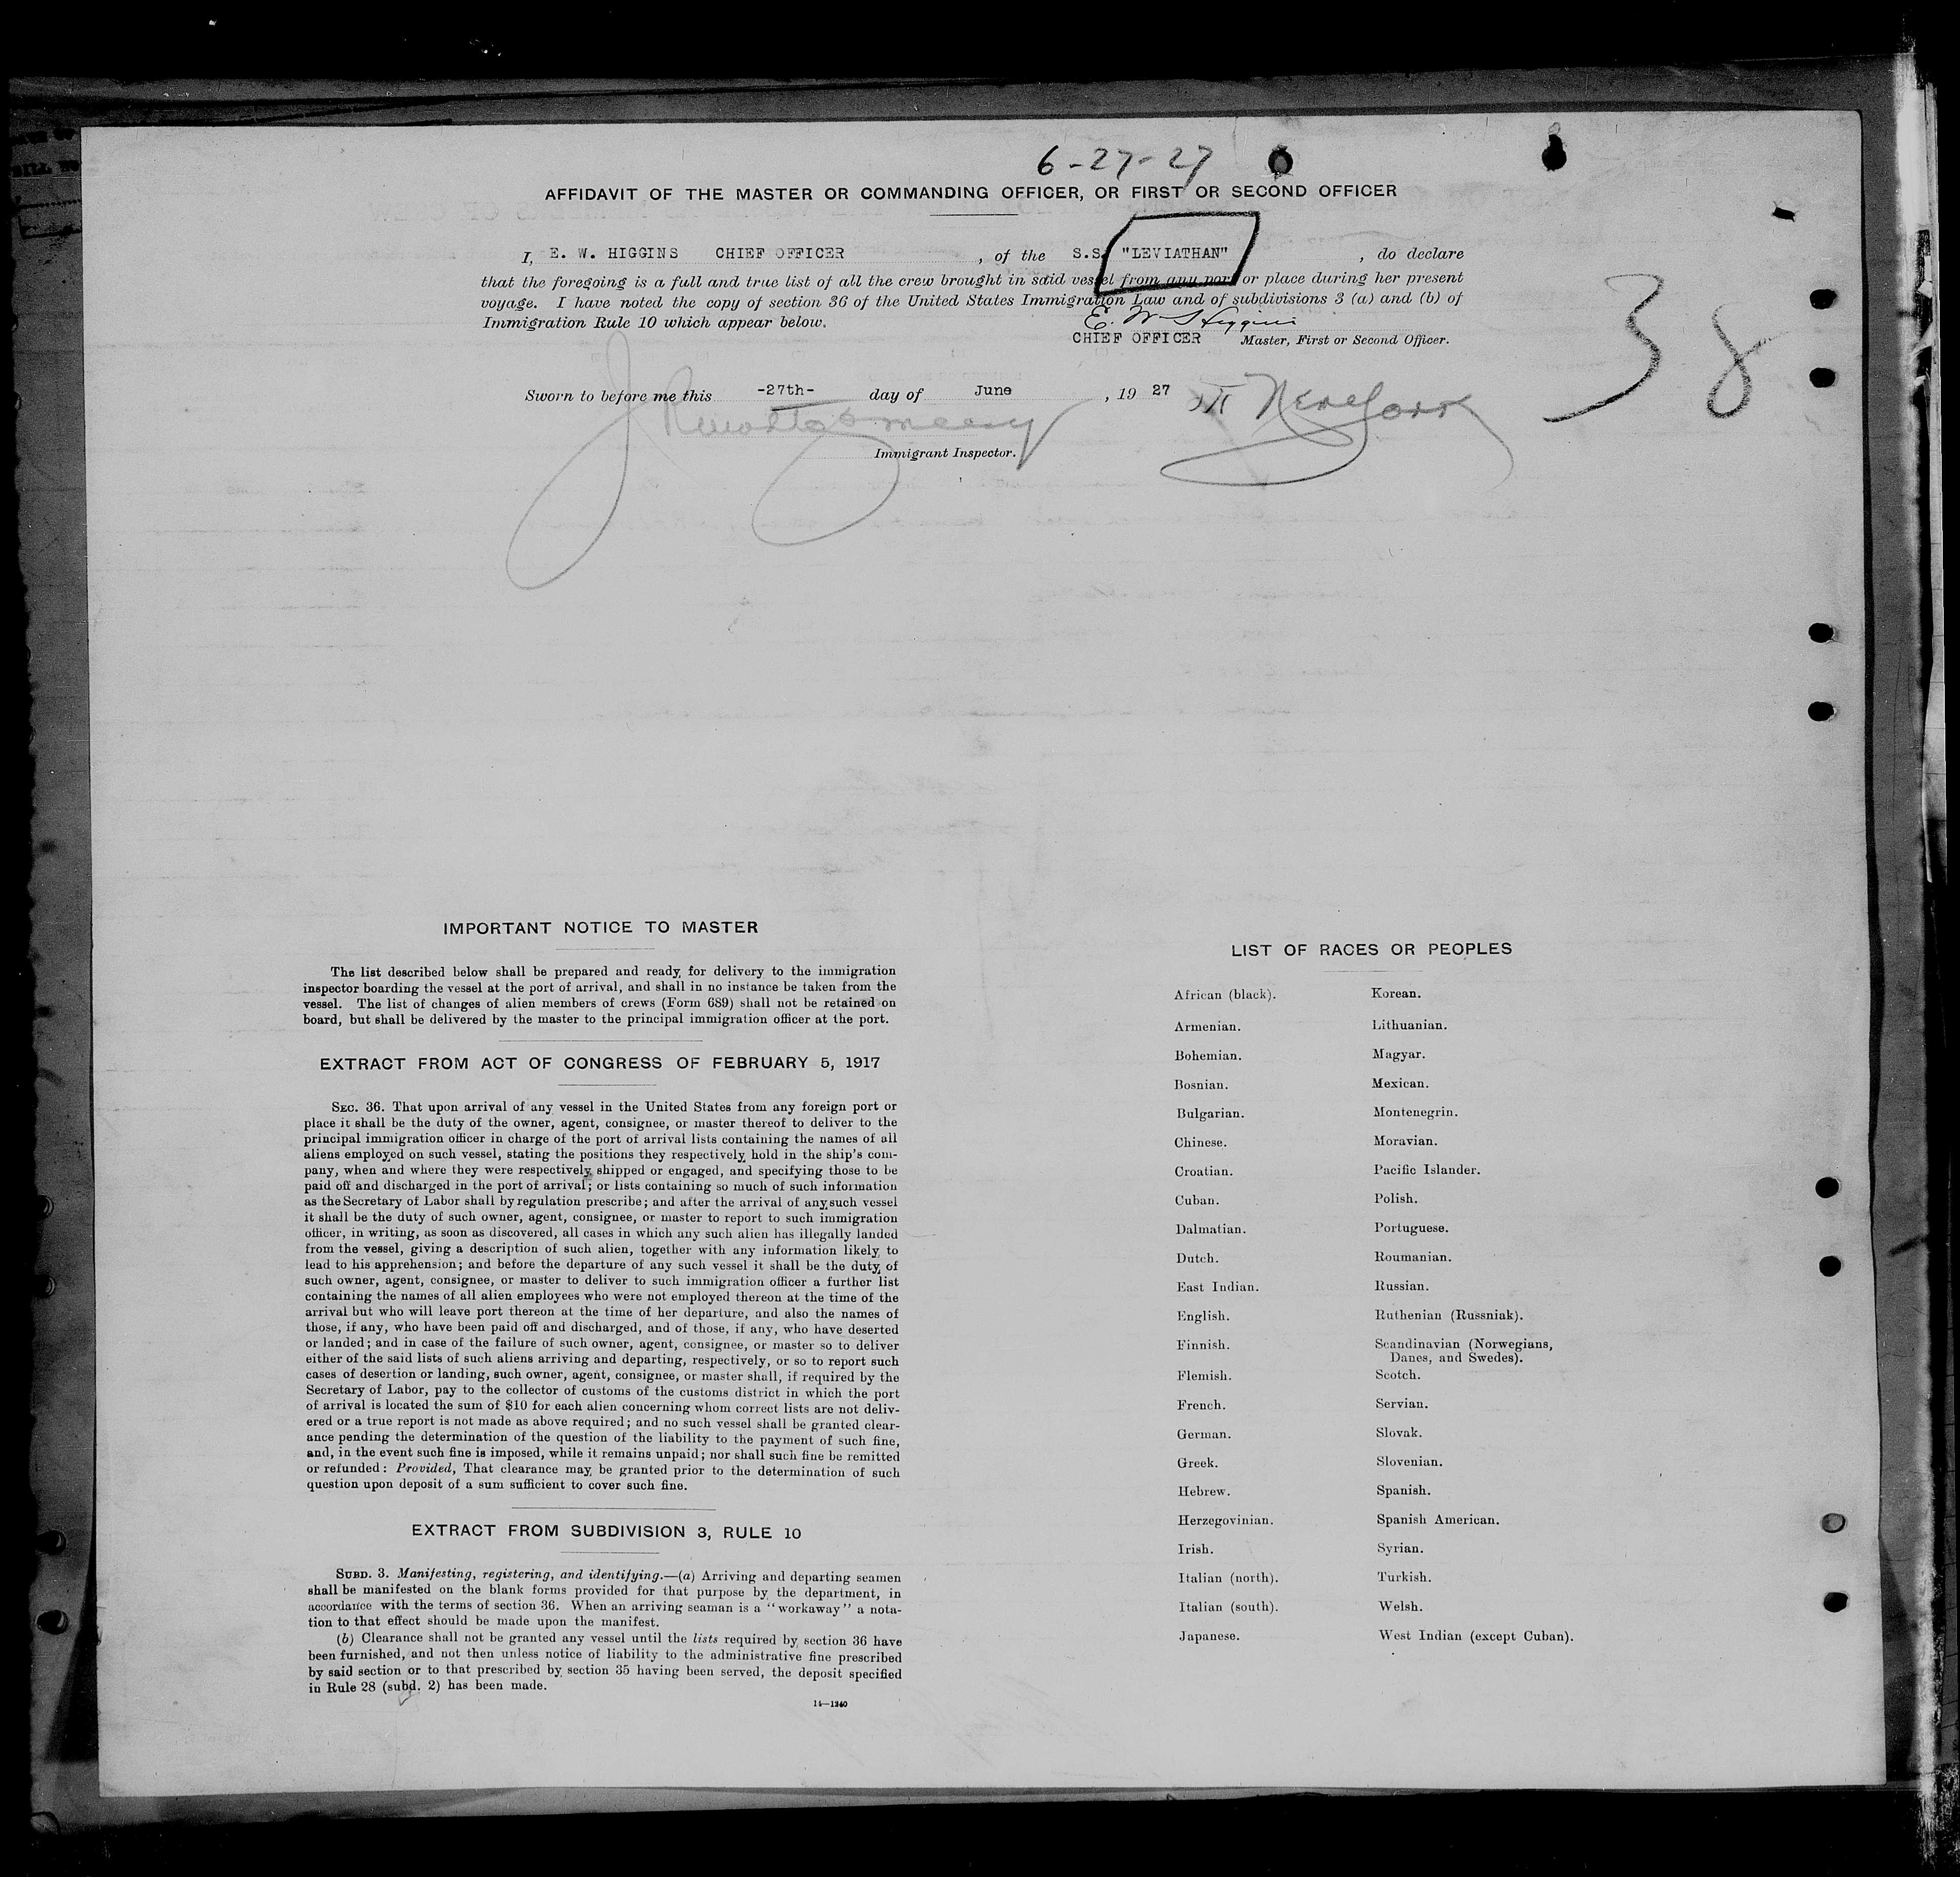 6-27-27
AFFIDAVIT OF THE MASTER OR COMMANDING OFFICER, OR FIRST OR SECOND OFFICER
I, E. W. HIGGINS CHIEF OFFICER , of the S.S. "LEVIATHAN" , do declare
that the foregoing is a full and true list of all the crew brought in said vessel from any port or place during her present
voyage. I have noted the copy of section 36 of the United States Immigration Law and of subdivisions 3 (a) and (b) of
Immigration Rule 10 which appear below.
E. W. Higgins
CHIEF OFFICER Master, First or Second Officer.
38
Sworn to before me this -27th- day of June , 19 27 at New York
Immigrant Inspector.
IMPORTANT NOTICE TO MASTER
The list described below shall be prepared and ready for delivery to the immigration
inspector boarding the vessel at the port of arrival, and shall in no instance be taken from the
vessel. The list of changes of alien members of crews (Form 689) shall not be retained on
board, but shall be delivered by the master to the principal immigration officer at the port.
EXTRACT FROM ACT OF CONGRESS OF FEBRUARY 5, 1917
SEC. 36. That upon arrival of any vessel in the United States from any foreign port or
place it shall be the duty of the owner, agent, consignee, or master thereof to deliver to the
principal immigration officer in charge of the port of arrival lists containing the names of all
aliens employed on such vessel, stating the positions they respectively hold in the ship's com-
pany, when and where they were respectively shipped or engaged, and specifying those to be
paid off and discharged in the port of arrival; or lists containing so much of such information
as the Secretary of Labor shall by regulation prescribe; and after the arrival of any such vessel
it shall be the duty of such owner, agent, consignee, or master to report to such immigration
officer, in writing, as soon as discovered, all cases in which any such alien has illegally landed
from the vessel, giving a description of such alien, together with any information likely to
lead to his apprehension; and before the departure of any such vessel it shall be the duty of
such owner, agent, consignee, or master to deliver to such immigration officer a further list
containing the names of all alien employees who were not employed thereon at the time of the
arrival but who will leave port thereon at the time of her departure, and also the names of
those, if any, who have been paid off and discharged, and of those, if any, who have deserted
or landed; and in case of the failure of such owner, agent, consignee, or master so to deliver
either of the said lists of such aliens arriving and departing, respectively, or so to report such
cases of desertion or landing, such owner, agent, consignee, or master shall, if required by the
Secretary of Labor, pay to the collector of customs of the customs district in which the port
of arrival is located the sum of $10 for each alien concerning whom correct lists are not deliv-
ered or a true report is not made as above required; and no such vessel shall be granted clear-
ance pending the determination of the question of the liability to the payment of such fine,
and, in the event such fine is imposed, while it remains unpaid; nor shall such fine be remitted
or refunded: Provided, That clearance may be granted prior to the determination of such
question upon deposit of a sum sufficient to cover such fine.
EXTRACT FROM SUBDIVISION 3, RULE 10
SUBD. 3. Manifesting, registering, and identifying.—(a) Arriving and departing seamen
shall be manifested on the blank forms provided for that purpose by the department, in
accordance with the terms of section 36. When an arriving seaman is a "workaway" a nota-
tion to that effect should be made upon the manifest.
(b) Clearance shall not be granted any vessel until the lists required by section 36 have
been furnished, and not then unless notice of liability to the administrative fine prescribed
by said section or to that prescribed by section 35 having been served, the deposit specified
in Rule 28 (subd. 2) has been made.
14—1240
LIST OF RACES OR PEOPLES
African (black).
Armenian.
Bohemian.
Bosnian.
Bulgarian.
Chinese.
Croatian.
Cuban.
Dalmatian.
Dutch.
East Indian.
English.
Finnish.
Flemish.
French.
German.
Greek.
Hebrew.
Herzegovinian.
Irish.
Italian (north).
Italian (south).
Japanese.
Korean.
Lithuanian.
Magyar.
Mexican.
Montenegrin.
Moravian.
Pacific Islander.
Polish.
Portuguese.
Roumanian.
Russian.
Ruthenian (Russniak).
Scandinavian (Norwegians,
Danes, and Swedes).
Scotch.
Servian.
Slovak.
Slovenian.
Spanish.
Spanish American.
Syrian.
Turkish.
Welsh.
West Indian (except Cuban).